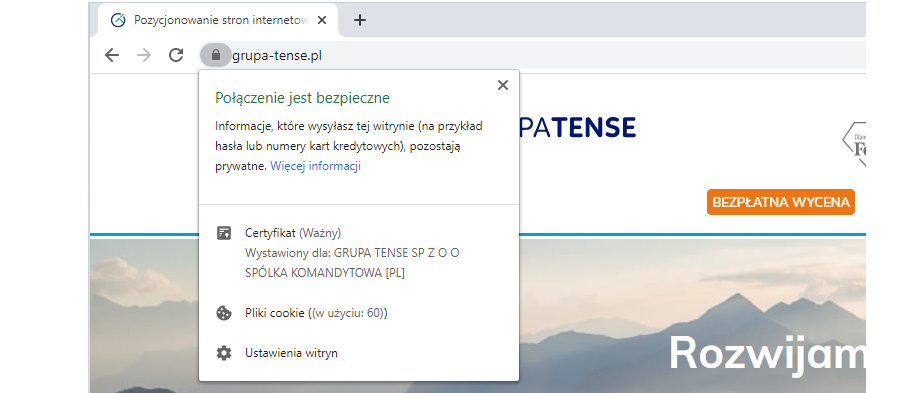 Pozycjonowanie stron internetow
grupa-tense.pl
Połączenie jest bezpieczne
Informacje, które wysyłasz tej witrynie (na przykład
hasła lub numery kart kredytowych), pozostają
prywatne. Więcej informacji
PATENSE
BEZPŁATNA WYCENA
Certyfikat (Ważny)
Wystawiony dla: GRUPA TENSE SP Z O O
SPÓLKA KOMANDYTOWA [PL]
Pliki cookie ((w użyciu: 60))
Ustawienia witryn
Rozwijam